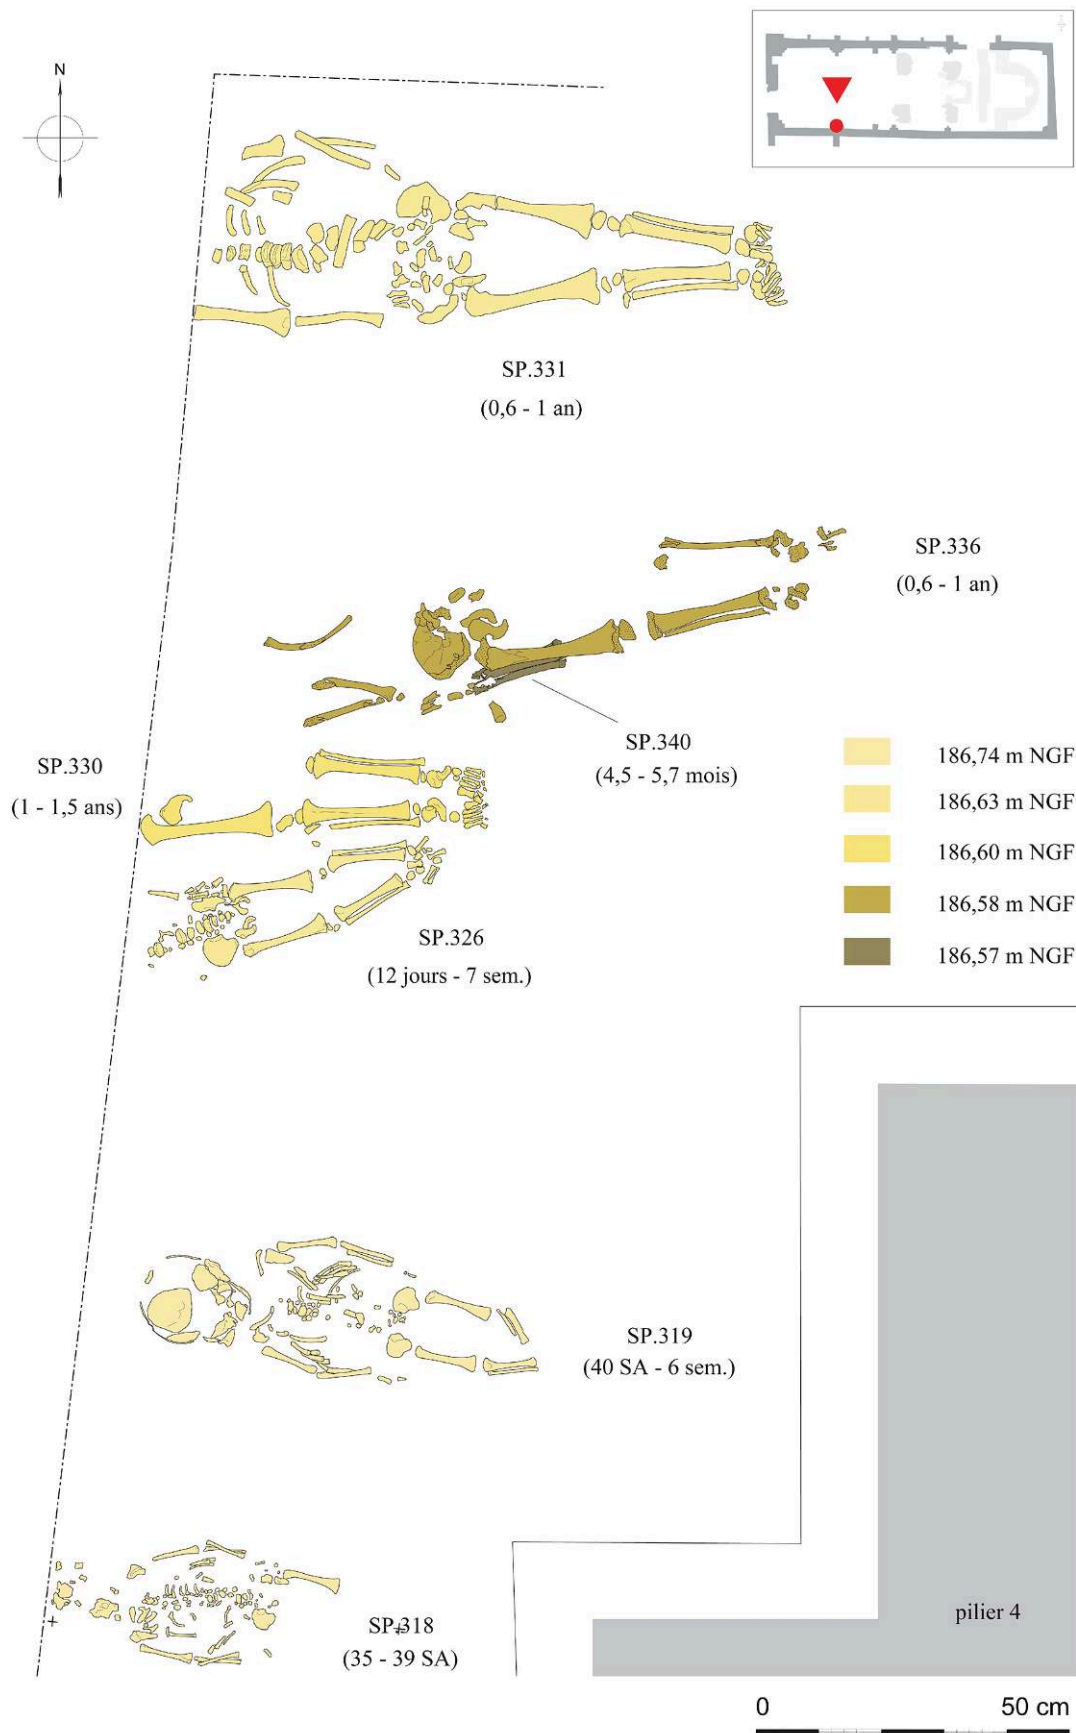 N
SP.331
(0,6 - 1 an)
SP.336
(0,6 - 1 an)
SP.340
(4,5 - 5,7 mois)
SP.330
(1 - 1,5 ans)
SP.326
(12 jours - 7 sem.)
186,74 m NGF
186,63 m NGF
186,60 m NGF
186,58 m NGF
186,57 m NGF
SP.319
(40 SA - 6 sem.)
SP.318
(35 - 39 SA)
pilier 4
0 50 cm